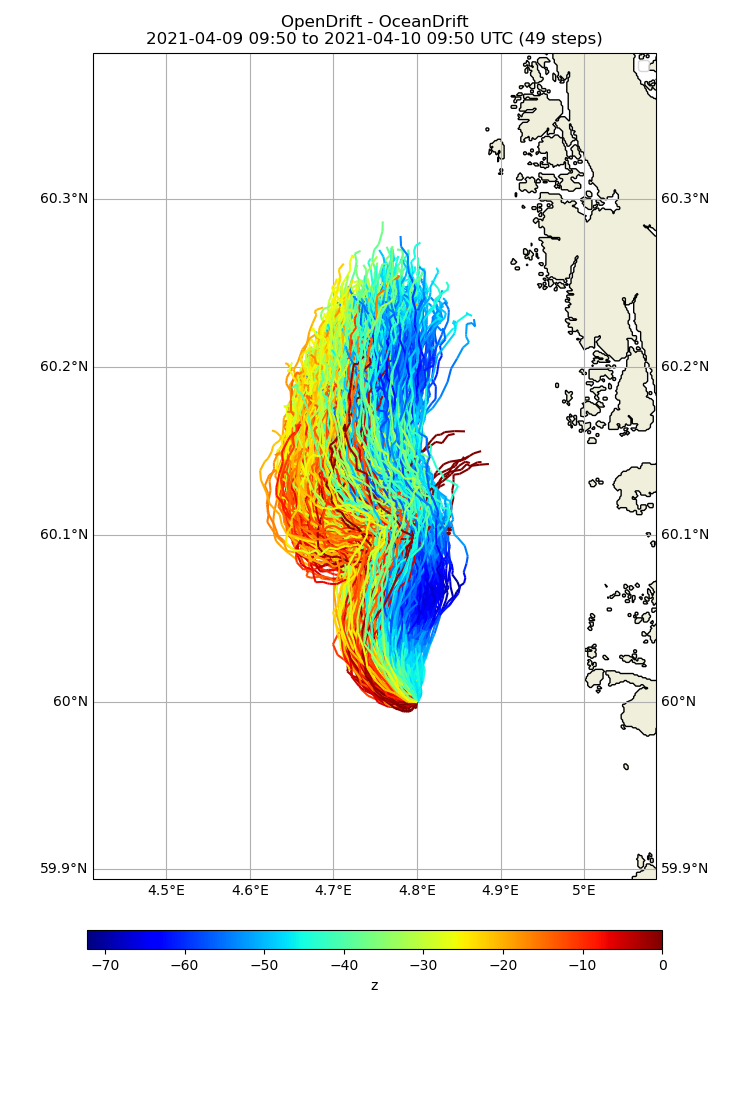 OpenDrift - OceanDrift
2021-04-09 09:50 to 2021-04-10 09:50 UTC (49 steps)
60.3°N 60.3°N
60.2°N 60.2°N
60.1°N 60.1°N
60°N 60°N
59.9°N 59.9°N
4.5°E 4.6°E 4.7°E 4.8°E 4.9°E 5°E
−70 −60 −50 −40 −30 −20 −10 0
z